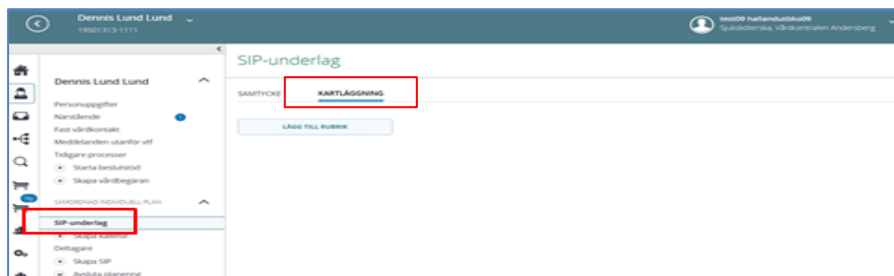 Dennis Lund Lund
19501313-1111
test09 hallandutbko09
Sjuksköterska, Vårdcentralen Andersberg
SIP-underlag
SAMTYCKE
KARTLÄGGNING
LÄGG TILL RUBRIK
Dennis Lund Lund
Personuppgifter
Närstående
Fast vårdkontakt
Meddelanden utanför vtf
Tidigare processer
Starta beslutstöd
Skapa vårdbegäran
SAMORDNAD INDIVIDUELL PLAN
SIP-underlag
Skapa kallelse
Deltagare
Skapa SIP
Avsluta planering